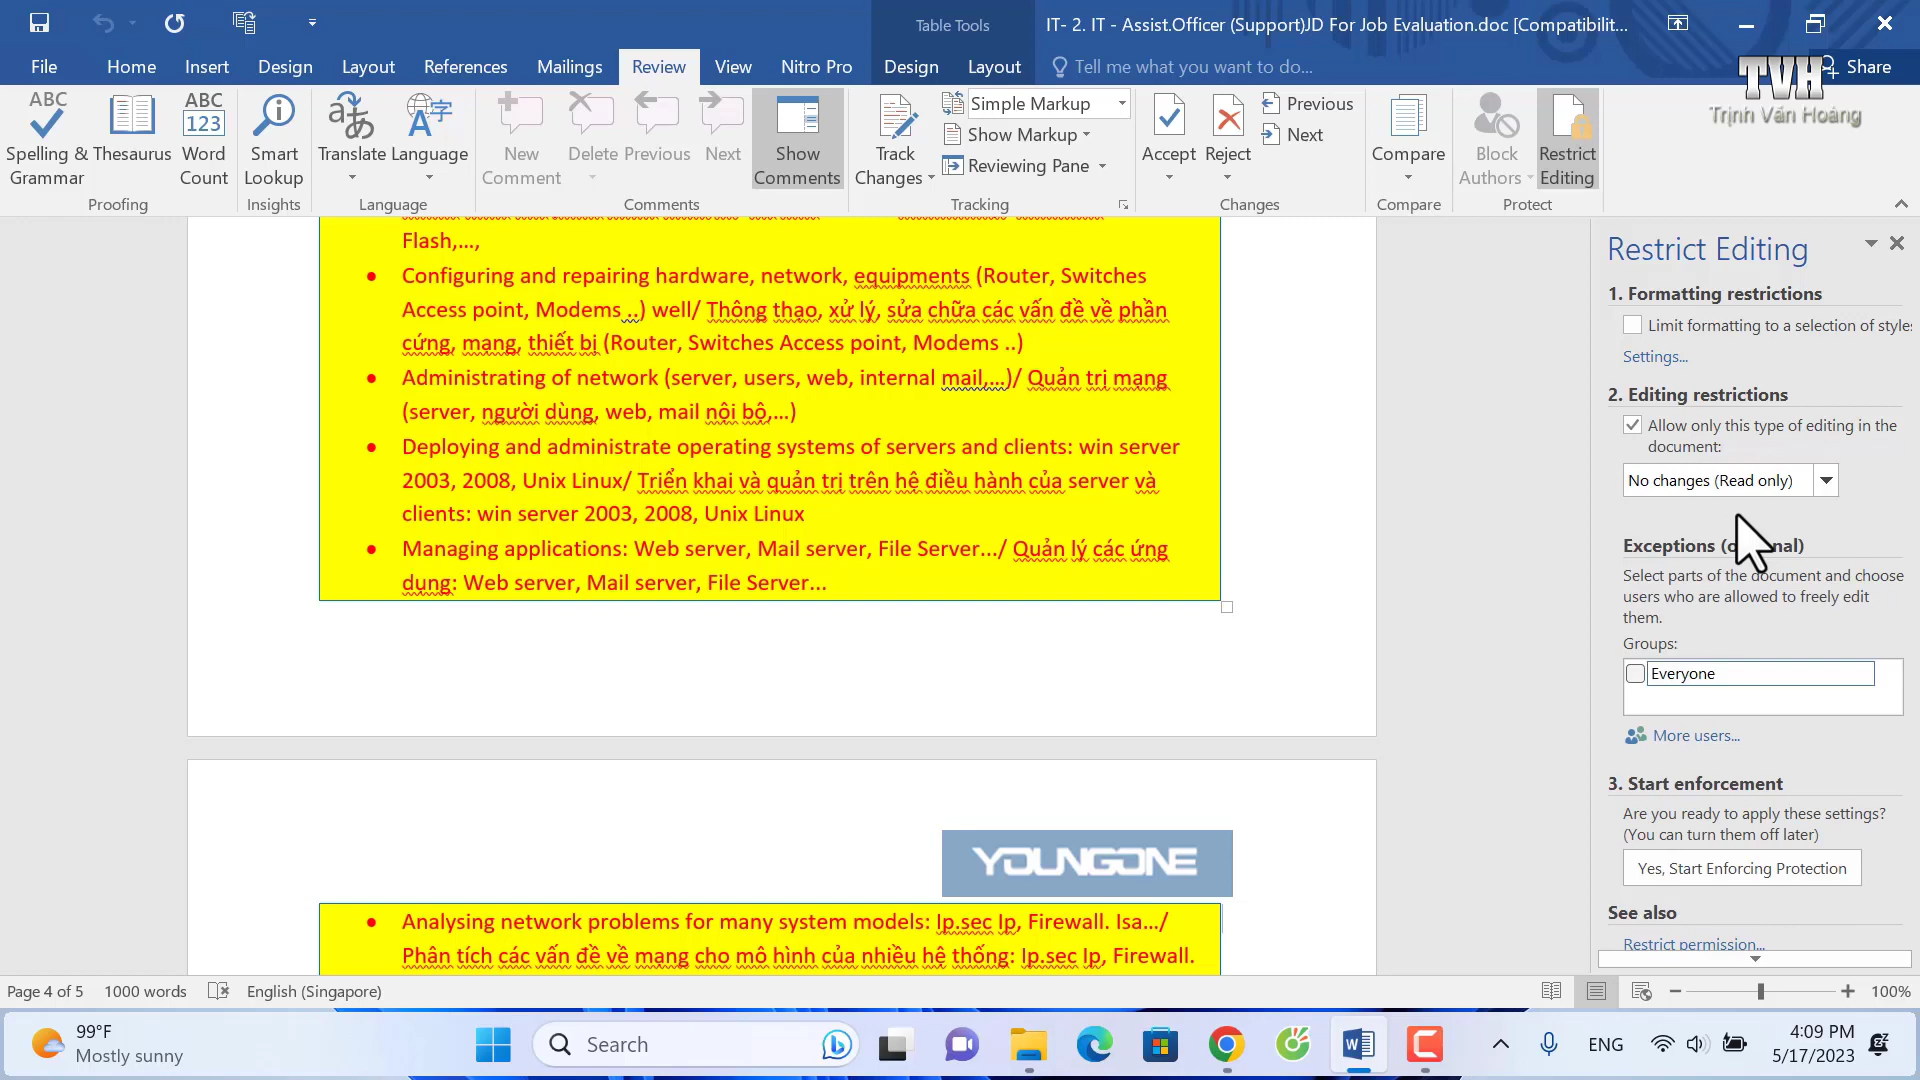 Table Tools
IT- 2. IT - Assist.Officer (Support)JD For Job Evaluation.doc [Compatibilit...
File
Home
Insert
Design
Layout
References
Mailings
Review
View
Nitro Pro
Design
Layout
Tell me what you want to do...
Share
TVH
Trịnh Văn Hoàng
ABC
Spelling &
Grammar
Thesaurus
ABC
123
Word
Count
Proofing
Smart
Lookup
Insights
Translate
Language
Language
New
Comment
Delete
Previous
Next
Show
Comments
Comments
Track
Changes
Simple Markup
Show Markup
Reviewing Pane
Tracking
Accept
Reject
Previous
Next
Changes
Compare
Compare
Block
Authors
Restrict
Editing
Protect
Flash,...,
Configuring and repairing hardware, network, equipments (Router, Switches
Access point, Modems ..) well/ Thông thạo, xử lý, sửa chữa các vấn đề về phần
cứng, mạng, thiết bị (Router, Switches Access point, Modems ..)
Administrating of network (server, users, web, internal mail,...)/ Quản trị mạng
(server, người dùng, web, mail nội bộ,...)
Deploying and administrate operating systems of servers and clients: win server
2003, 2008, Unix Linux/ Triển khai và quản trị trên hệ điều hành của server và
clients: win server 2003, 2008, Unix Linux
Managing applications: Web server, Mail server, File Server.../ Quản lý các ứng
dụng: Web server, Mail server, File Server...
YOUNGONE
Analysing network problems for many system models: Ip.sec Ip, Firewall. Isa.../
Phân tích các vấn đề về mạng cho mô hình của nhiều hệ thống: Ip.sec Ip, Firewall.
Restrict Editing
1. Formatting restrictions
Limit formatting to a selection of styles
Settings...
2. Editing restrictions
Allow only this type of editing in the
document:
No changes (Read only)
Exceptions (o nal)
Select parts of the document and choose
users who are allowed to freely edit
them.
Groups:
Everyone
More users...
3. Start enforcement
Are you ready to apply these settings?
(You can turn them off later)
Yes, Start Enforcing Protection
See also
Restrict permission...
Page 4 of 5
1000 words
English (Singapore)
100%
99°F
Mostly sunny
Search
ENG
4:09 PM
5/17/2023